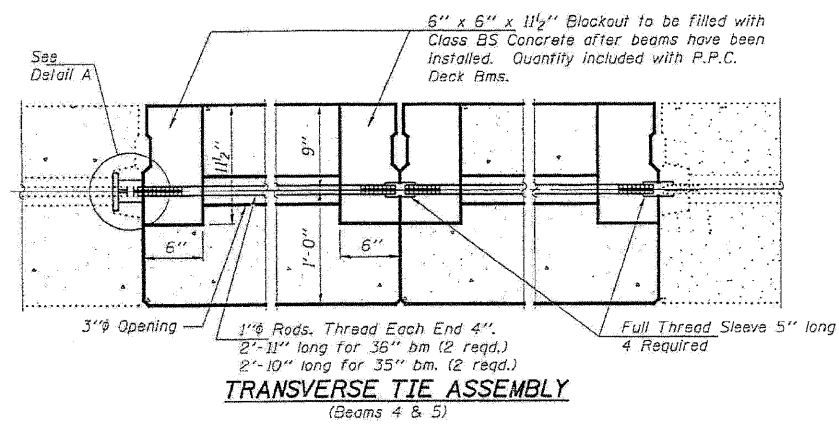 6" x 6" x 11½" Blockout to be filled with
Class BS Concrete after beams have been
installed. Quantity included with P.P.C.
Deck Bms.
See
Detail A
11½"
9"
6"
6"
1'-0"
3"ϕ Opening
1"ϕ Rods. Thread Each End 4".
2'-11" long for 36" bm (2 reqd.)
2'-10" long for 35" bm. (2 reqd.)
Full Thread Sleeve 5" long
4 Required
TRANSVERSE TIE ASSEMBLY
(Beams 4 & 5)